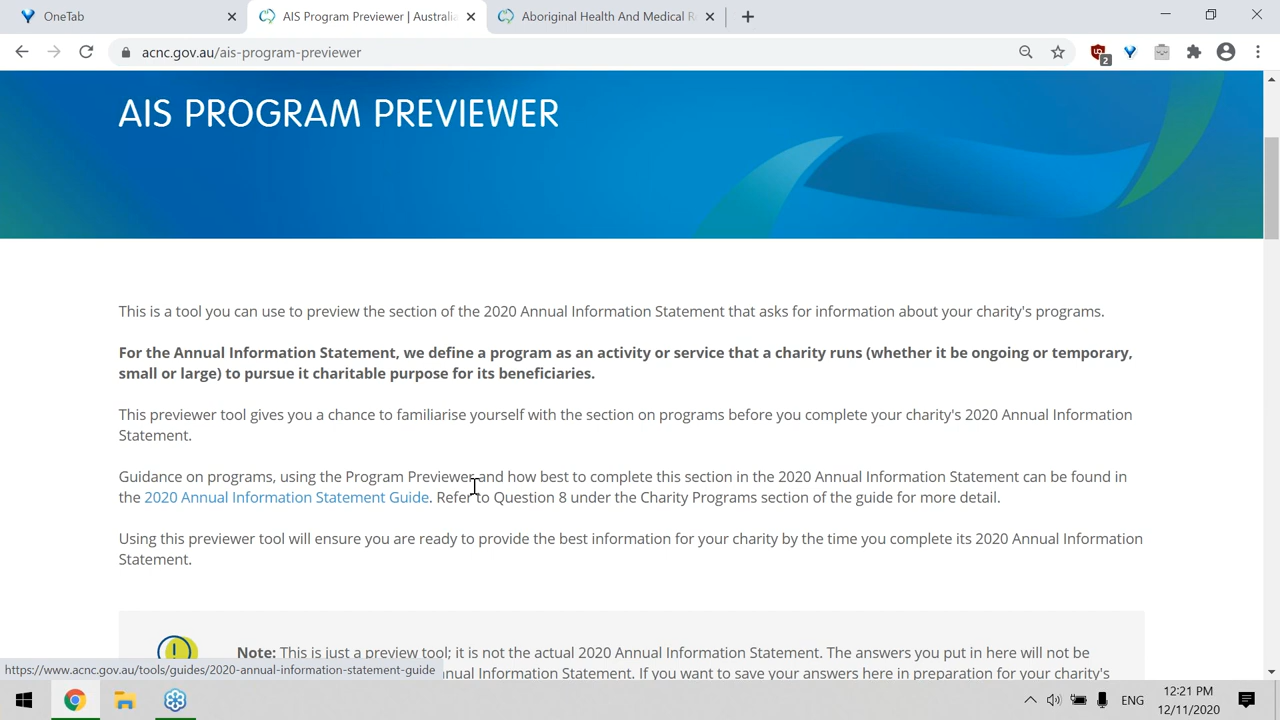 OneTab
AIS Program Previewer | Australia
Aboriginal Health And Medical R
acnc.gov.au/ais-program-previewer
2
AIS PROGRAM PREVIEWER
This is a tool you can use to preview the section of the 2020 Annual Information Statement that asks for information about your charity's programs.
For the Annual Information Statement, we define a program as an activity or service that a charity runs (whether it be ongoing or temporary,
small or large) to pursue it charitable purpose for its beneficiaries.
This previewer tool gives you a chance to familiarise yourself with the section on programs before you complete your charity's 2020 Annual Information
Statement.
Guidance on programs, using the Program Previewer and how best to complete this section in the 2020 Annual Information Statement can be found in
the 2020 Annual Information Statement Guide. Refer to Question 8 under the Charity Programs section of the guide for more detail.
Using this previewer tool will ensure you are ready to provide the best information for your charity by the time you complete its 2020 Annual Information
Statement.
Note: This is just a preview tool; it is not the actual 2020 Annual Information Statement. The answers you put in here will not be
nual Information Statement. If you want to save your answers here in preparation for your charity's
https://www.acnc.gov.au/tools/guides/2020-annual-information-statement-guide
ENG
12:21 PM
12/11/2020